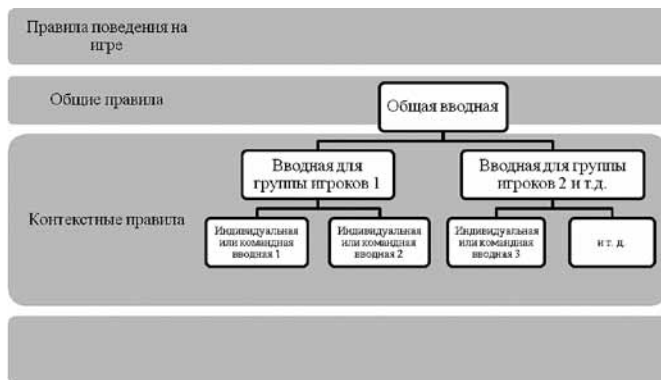 Правила поведения на
игре
Общие правила
Общая вводная
Контекстные правила
Вводная для
группы игроков 1
Вводная для группы
игроков 2 и т.д.
Индивидуальная
или командная
вводная 1
Индивидуальная
или командная
вводная 2
Индивидуальная
или командная
вводная 3
и т. д.